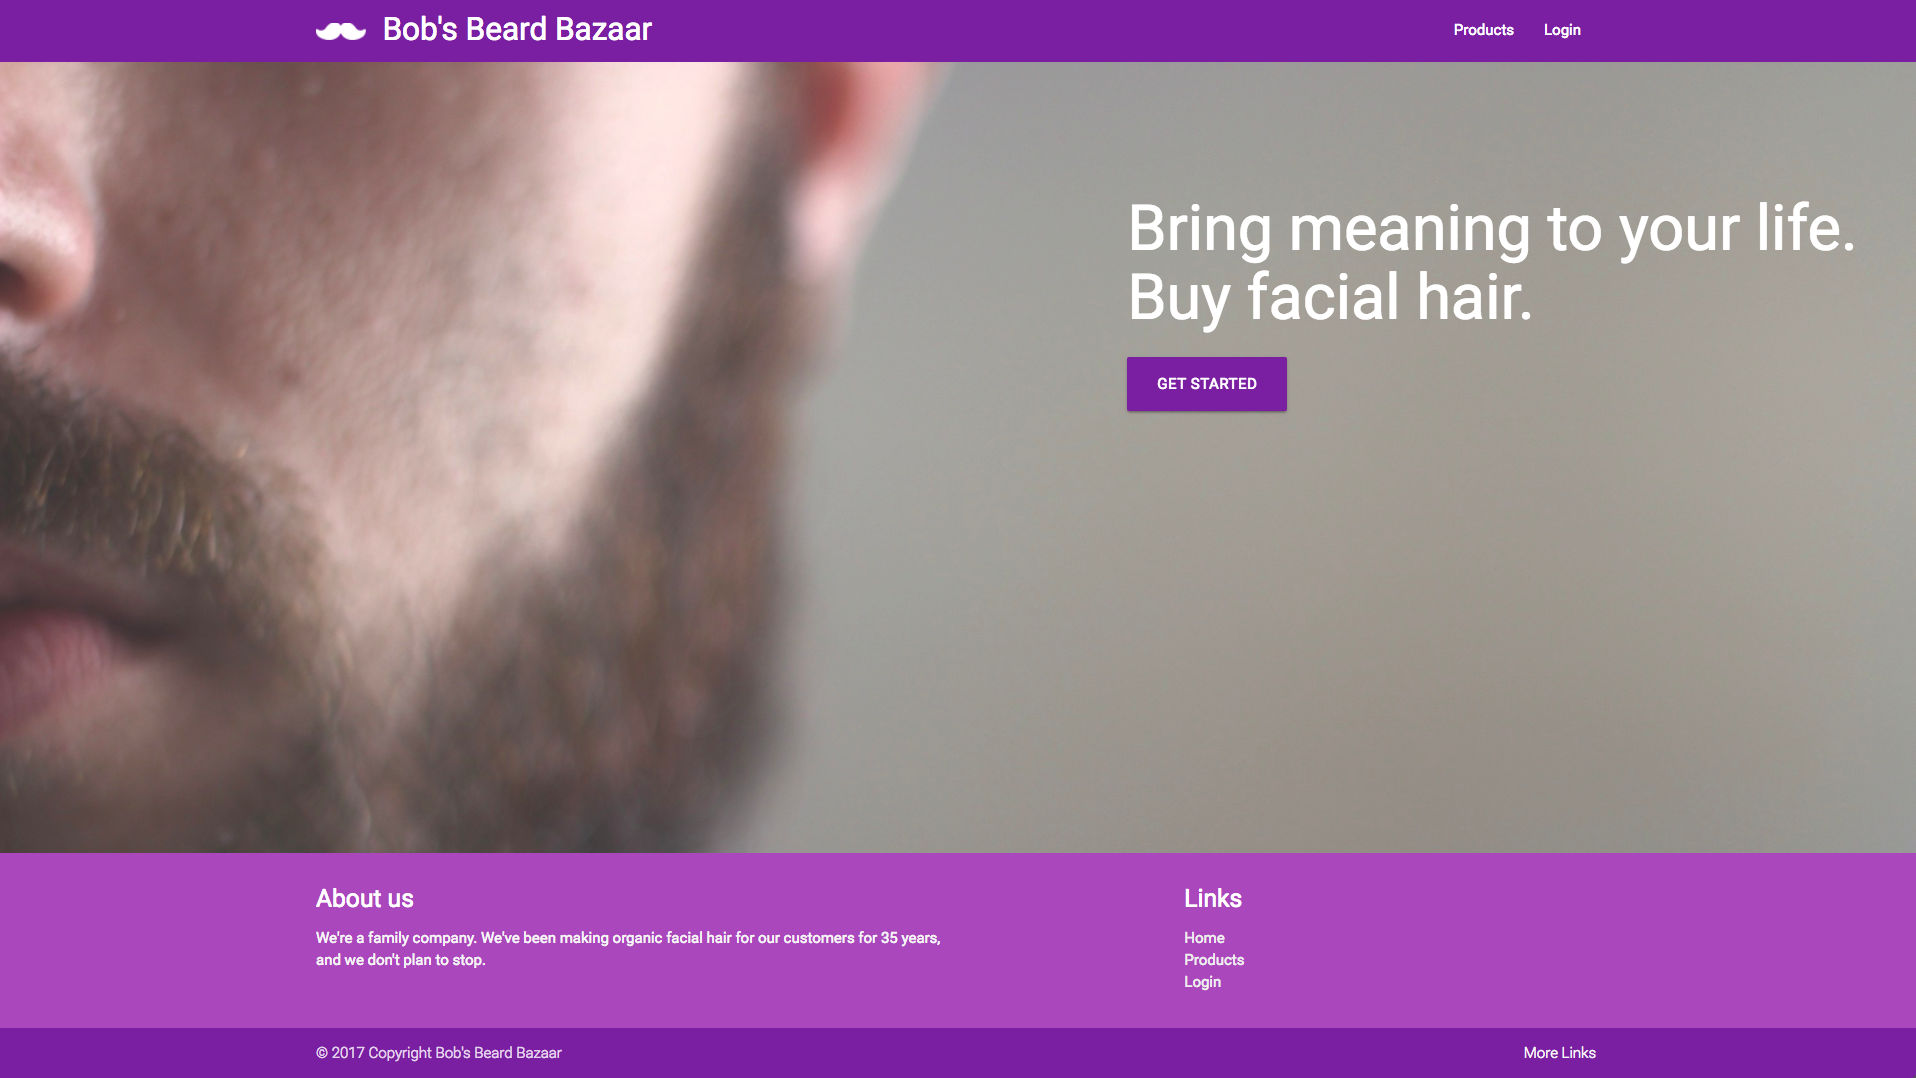 Bob's Beard Bazaar
Products
Login
Bring meaning to your life.
Buy facial hair.
GET STARTED
About us
We're a family company. We've been making organic facial hair for our customers for 35 years,
and we don't plan to stop.
Links
Home
Products
Login
© 2017 Copyright Bob's Beard Bazaar
More Links